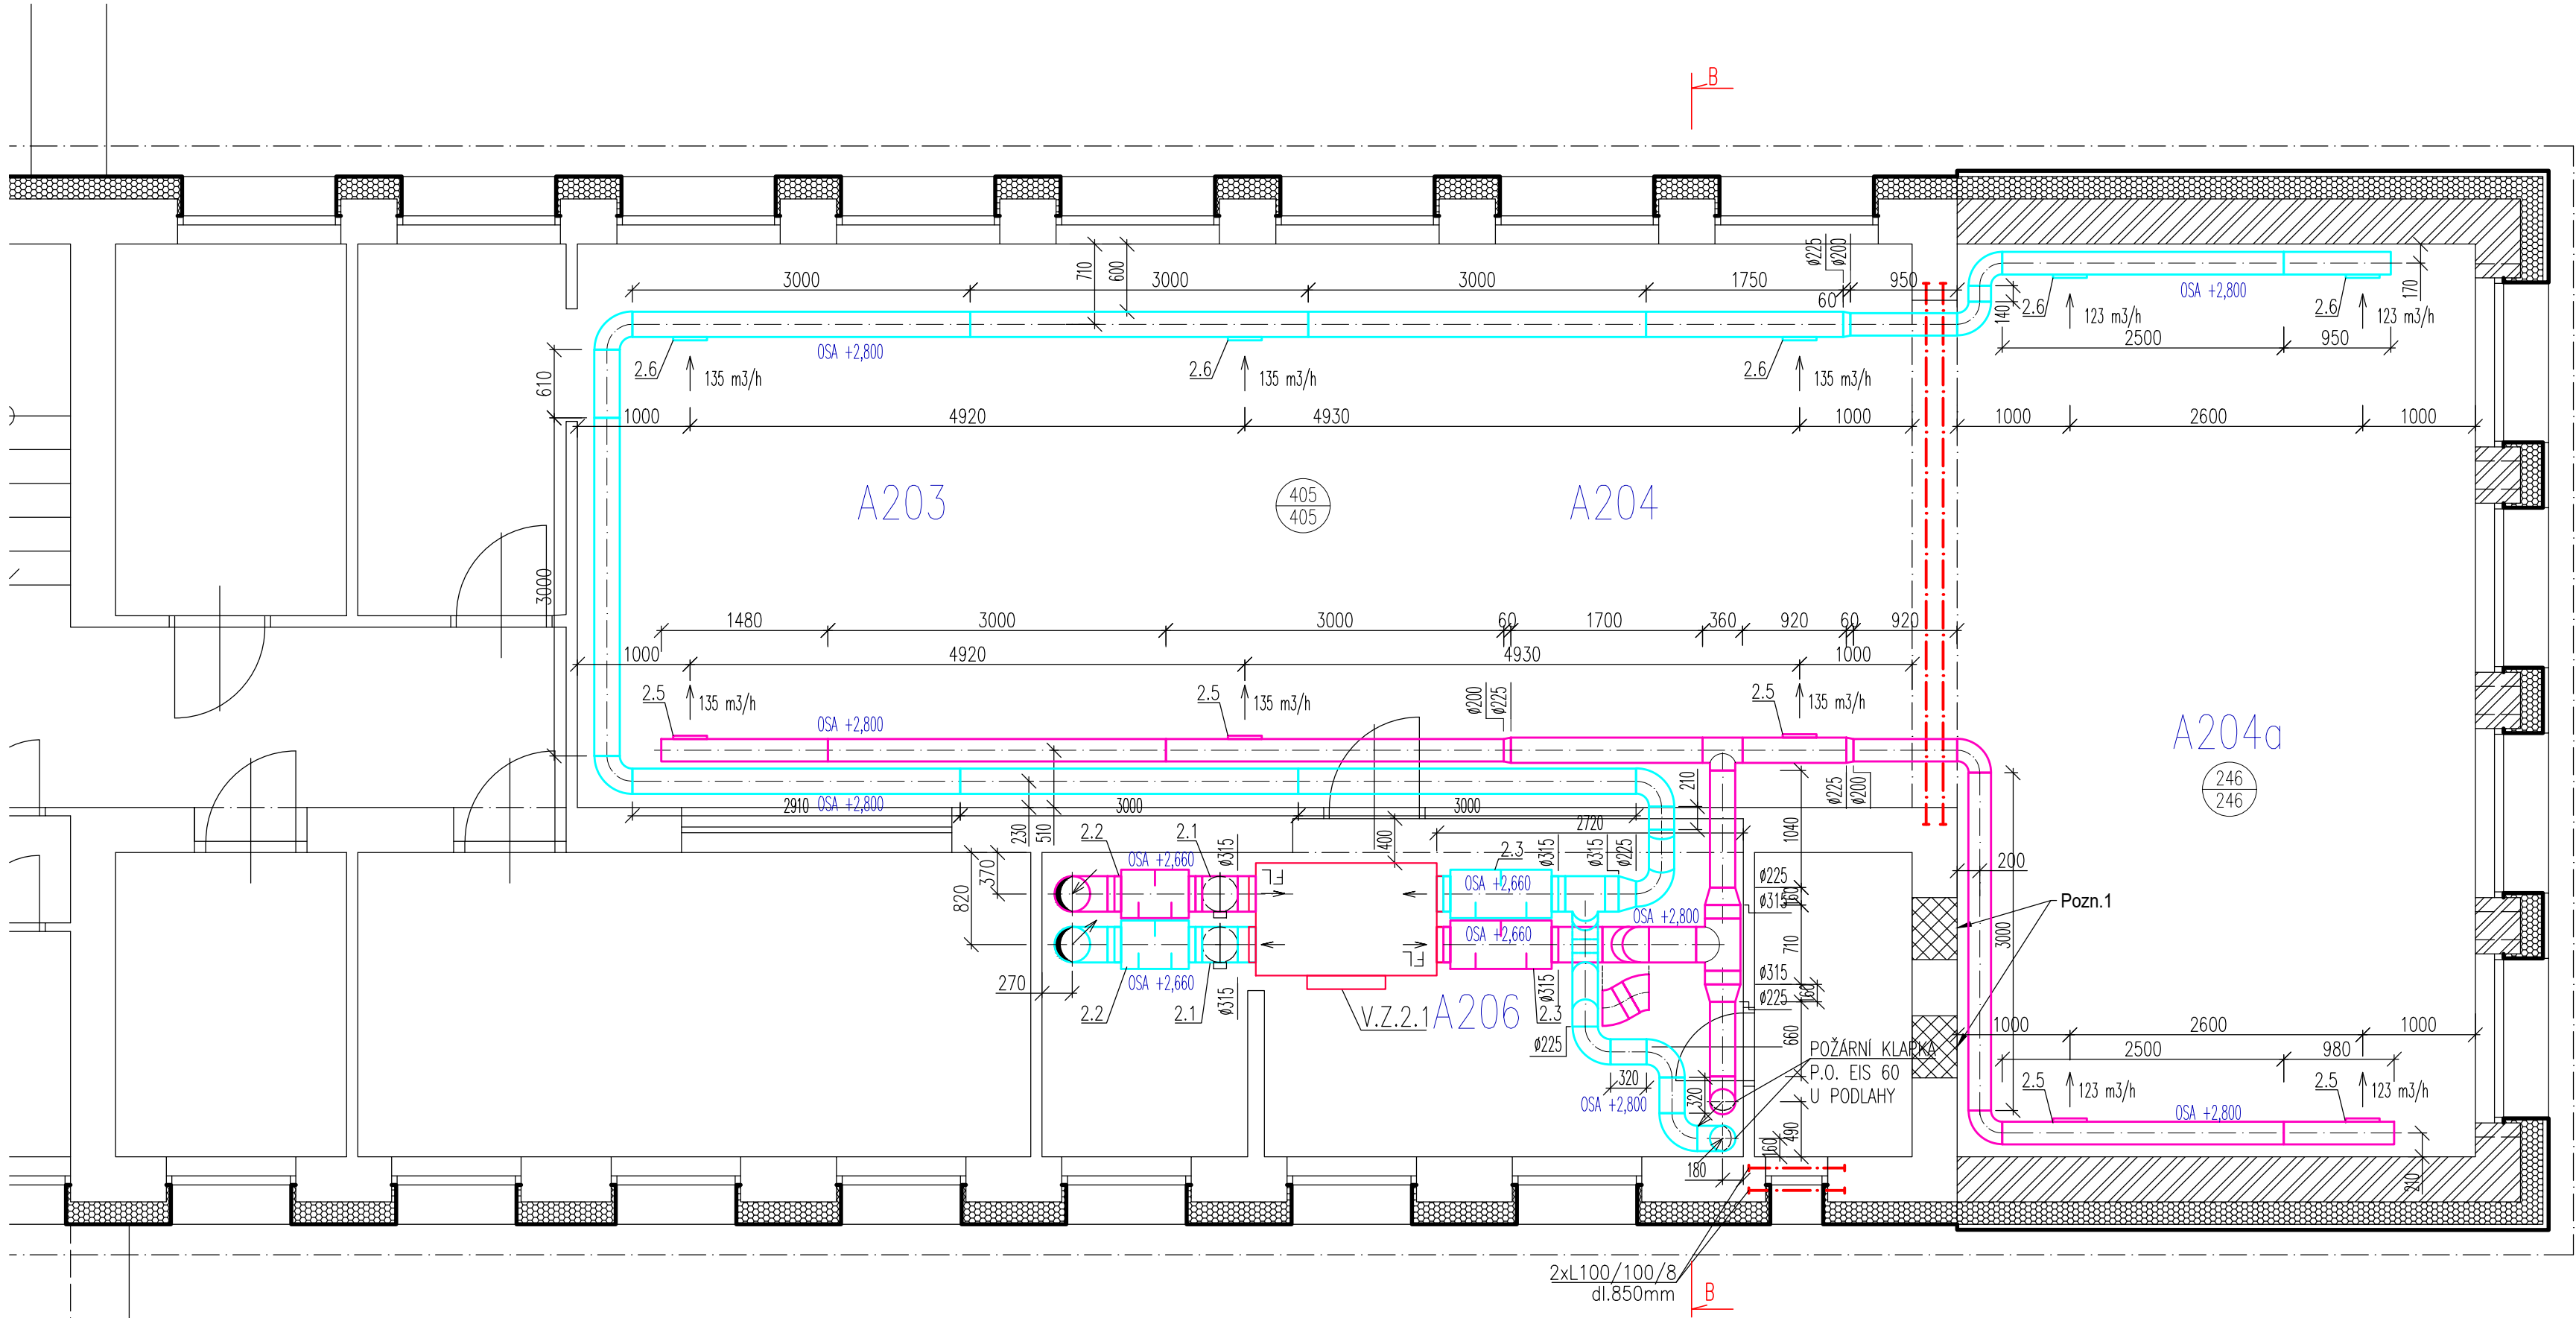 B
ø225
ø200
710
600
3000
3000
3000
1750
60
950
140
OSA +2,800
170
2.6
123 m3/h
2.6
123 m3/h
2500
950
OSA +2,800
2.6
135 m3/h
2.6
135 m3/h
2.6
135 m3/h
610
1000
4920
4930
1000
1000
2600
1000
A203
405
405
A204
3000
1480
3000
3000
60
1700
360
920
60
920
1000
4920
4930
1000
2.5
135 m3/h
2.5
135 m3/h
2.5
135 m3/h
ø200
ø225
OSA +2,800
A204a
246
246
210
ø225
ø200
2910
OSA +2,800
3000
3000
230
510
400
2720
1040
370
820
2.2
2.1
OSA +2,660
ø315
FL
2.3
ø315
ø315
ø225
OSA +2,660
ø225
60
ø315
200
Pozn.1
OSA +2,800
OSA +2,660
FL
710
3000
OSA +2,660
270
2.2
2.1
ø315
V.Z.2.1
A206
ø315
2.3
ø315
ø225
60
ø225
660
1000
2600
1000
POŽÁRNÍ KLAPKA
P.O. EIS 60
U PODLAHY
2500
980
320
OSA +2,800
320
2.5
123 m3/h
2.5
123 m3/h
OSA +2,800
490
160
180
210
2xL100/100/8
dl.850mm
B